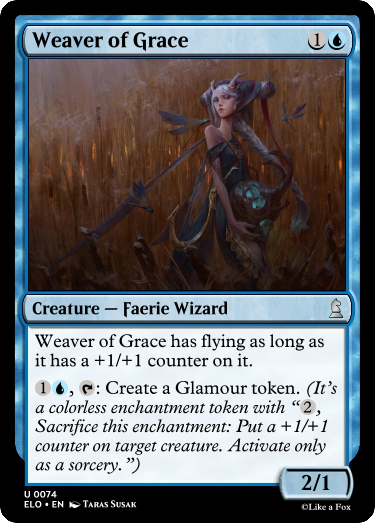 Weaver of Grace 1
Creature — Faerie Wizard
Weaver of Grace has flying as long as
it has a +1/+1 counter on it.
1 , : Create a Glamour token. (It's
a colorless enchantment token with “2,
Sacrifice this enchantment: Put a +1/+1
counter on target creature. Activate only
as a sorcery.”)
2/1
U 0074
ELO • EN Taras Susak
©Like a Fox